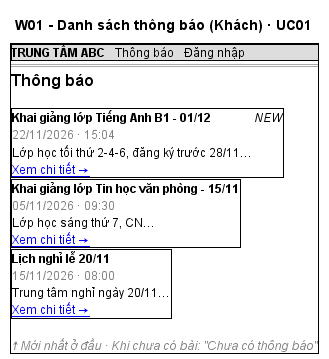 W01 - Danh sách thông báo (Khách) · UC01
TRUNG TÂM ABC Thông báo Đăng nhập
Thông báo
Khai giảng lớp Tiếng Anh B1 - 01/12 NEW
22/11/2026 · 15:04
Lớp học tối thứ 2-4-6, đăng ký trước 28/11…
Xem chi tiết →
Khai giảng lớp Tin học văn phòng - 15/11
05/11/2026 · 09:30
Lớp học sáng thứ 7, CN…
Xem chi tiết →
Lịch nghỉ lễ 20/11
15/11/2026 · 08:00
Trung tâm nghỉ ngày 20/11…
Xem chi tiết →
↑ Mới nhất ở đầu · Khi chưa có bài: "Chưa có thông báo"